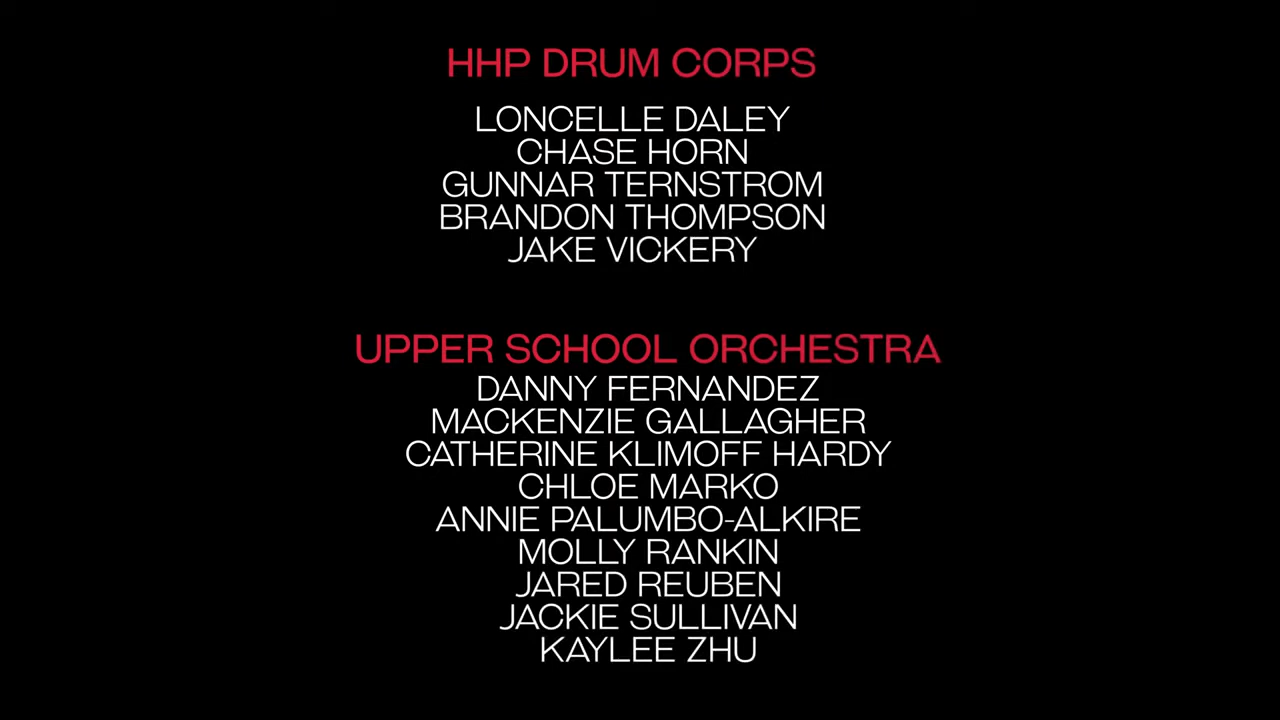 HHP DRUM CORPS
LONCELLE DALEY
CHASE HORN
GUNNAR TERNSTROM
BRANDON THOMPSON
JAKE VICKERY
UPPER SCHOOL ORCHESTRA
DANNY FERNANDEZ
MACKENZIE GALLAGHER
CATHERINE KLIMOFF HARDY
CHLOE MARKO
ANNIE PALUMBO-ALKIRE
MOLLY RANKIN
JARED REUBEN
JACKIE SULLIVAN
KAYLEE ZHU